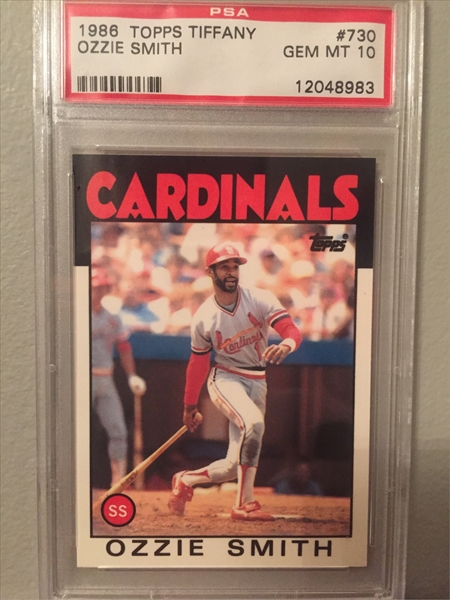 PSA
1986 TOPPS TIFFANY #730
OZZIE SMITH GEM MT 10
12048983
CARDINALS
Topps
Cardinals
SS
OZZIE SMITH